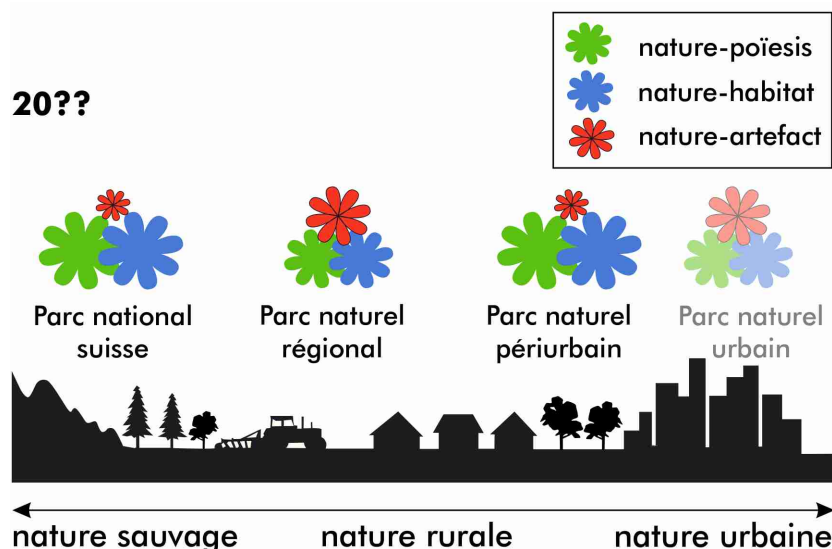 nature-poïesis
nature-habitat
nature-artefact
20??
Parc national
suisse
Parc naturel
régional
Parc naturel
périurbain
Parc naturel
urbain
nature sauvage
nature rurale
nature urbaine